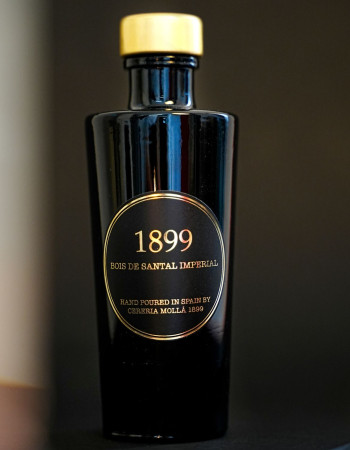 1899
BOIS DE SANTAL IMPERIAL
HAND POURED IN SPAIN BY
CERERIA MOLLÁ 1899